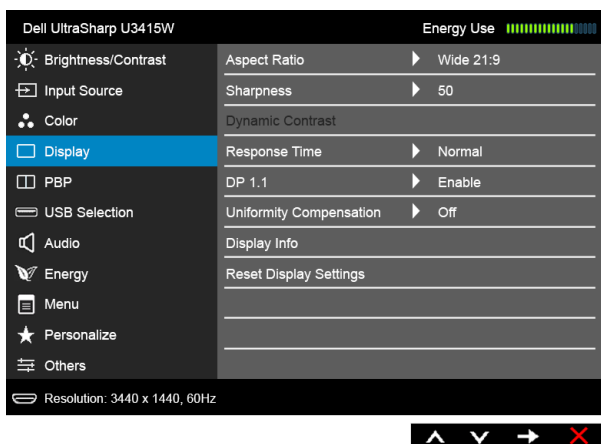 Dell UltraSharp U3415W Energy Use
Brightness/Contrast Aspect Ratio Wide 21:9
Input Source Sharpness 50
Color Dynamic Contrast
Display Response Time Normal
PBP DP 1.1 Enable
USB Selection Uniformity Compensation Off
Audio Display Info
Energy Reset Display Settings
Menu
Personalize
Others
Resolution: 3440 x 1440, 60Hz